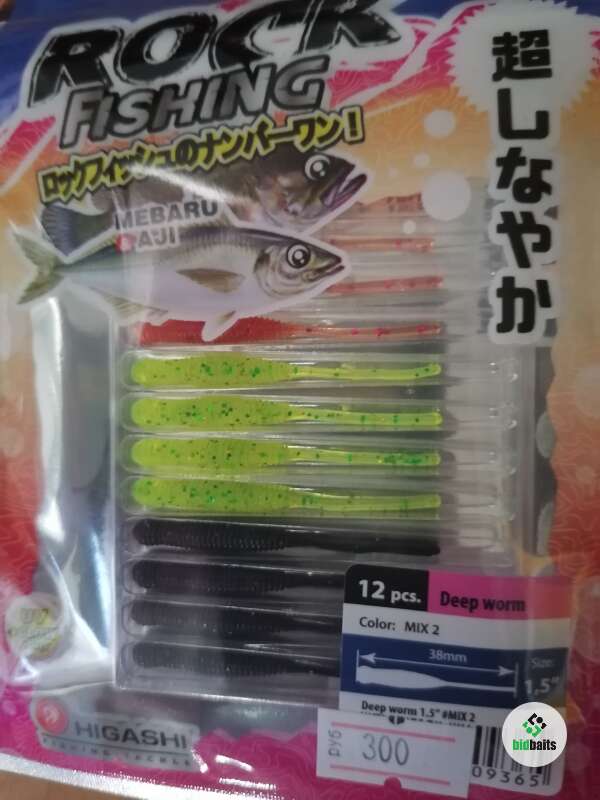 ROCK
FISHING
ロックフィッシュのナンバーワン!
MEBARU
& AJI
超しなやか
12 pcs. Deep worm
Color: MIX 2
38mm
Size:
1,5"
Deep worm 1.5" #MIX 2
HIGASHI
FISHING TACKLE
руб
300
09365
bidbaits